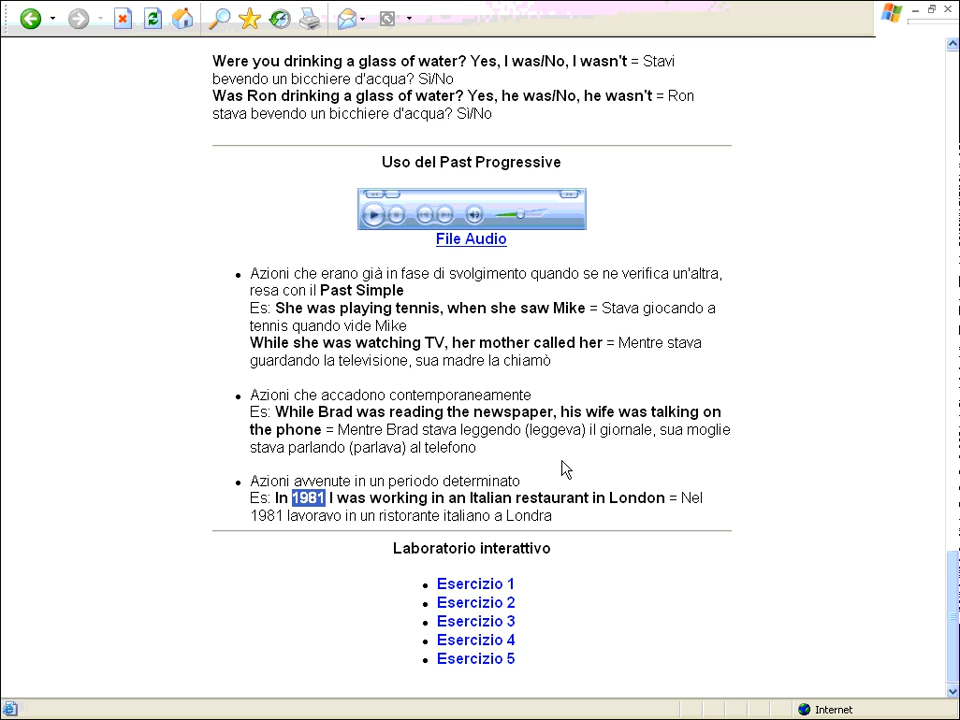 Were you drinking a glass of water? Yes, I was/No, I wasn't = Stavi
bevendo un bicchiere d'acqua? Sì/No
Was Ron drinking a glass of water? Yes, he was/No, he wasn't = Ron
stava bevendo un bicchiere d'acqua? Sì/No
Uso del Past Progressive
File Audio
Azioni che erano già in fase di svolgimento quando se ne verifica un'altra,
resa con il Past Simple
Es: She was playing tennis, when she saw Mike = Stava giocando a
tennis quando vide Mike
While she was watching TV, her mother called her = Mentre stava
guardando la televisione, sua madre la chiamò
Azioni che accadono contemporaneamente
Es: While Brad was reading the newspaper, his wife was talking on
the phone = Mentre Brad stava leggendo (leggeva) il giornale, sua moglie
stava parlando (parlava) al telefono
Azioni avvenute in un periodo determinato
Es: In 1981 I was working in an Italian restaurant in London = Nel
1981 lavoravo in un ristorante italiano a Londra
Laboratorio interattivo
Esercizio 1
Esercizio 2
Esercizio 3
Esercizio 4
Esercizio 5
Internet